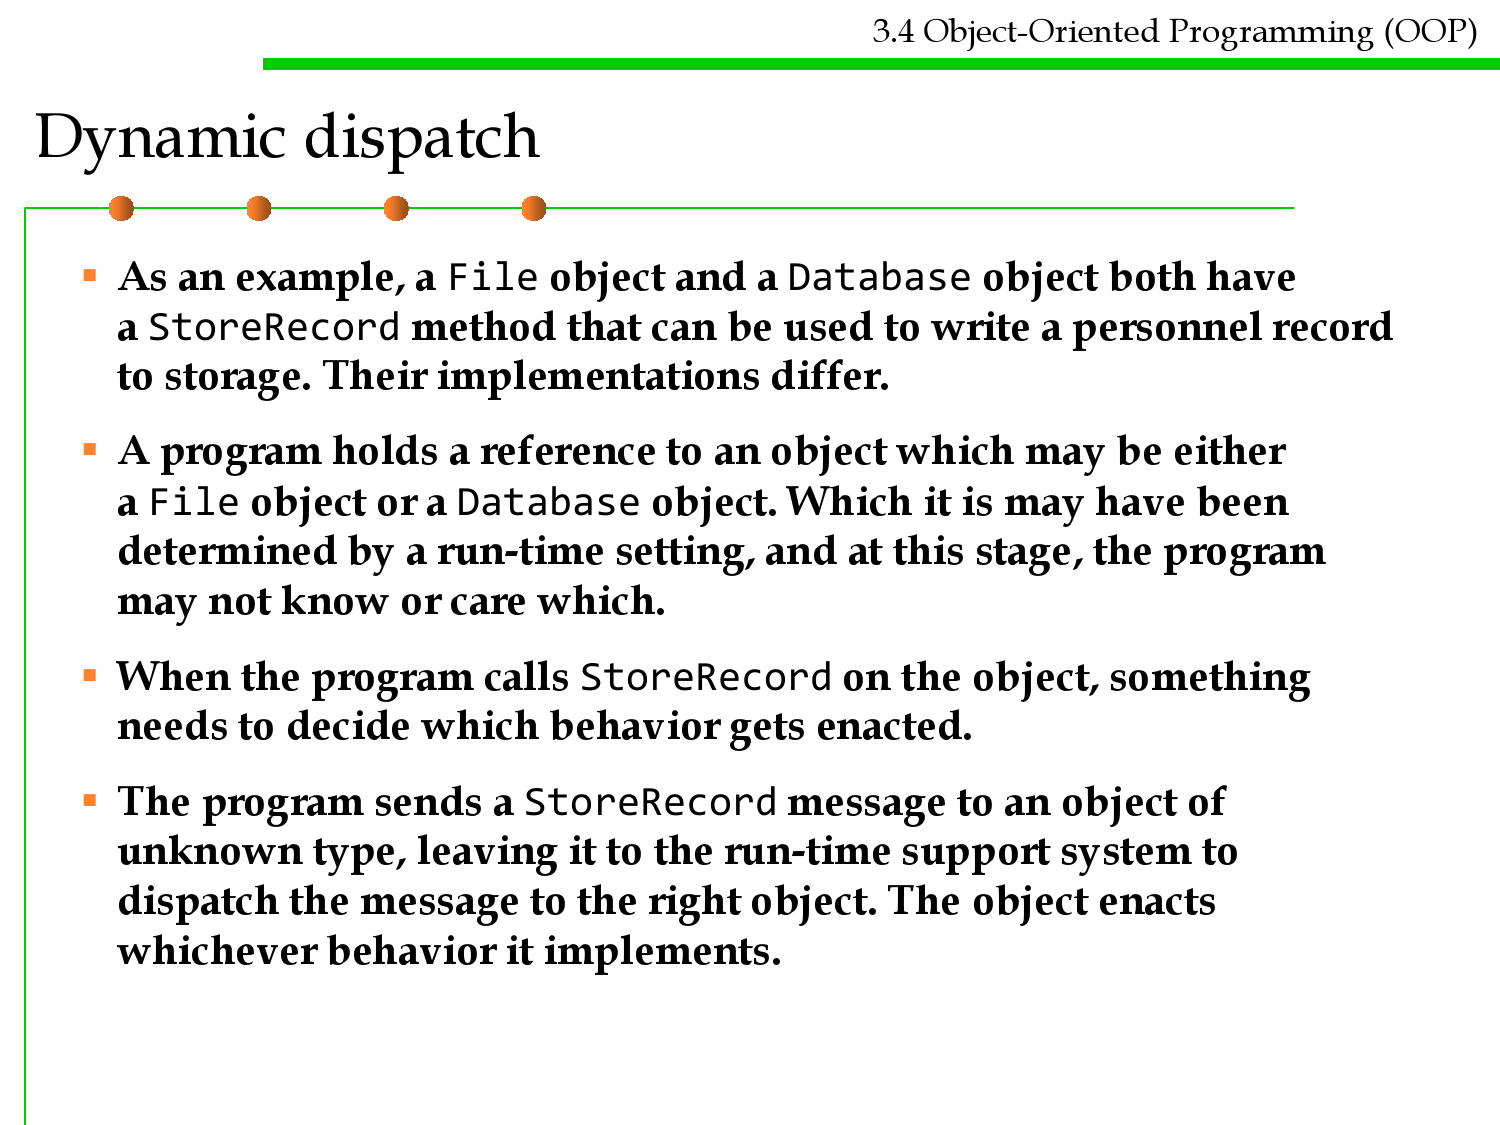 3.4 Object-Oriented Programming (OOP)
Dynamic dispatch
As an example, a File object and a Database object both have
a StoreRecord method that can be used to write a personnel record
to storage. Their implementations differ.
A program holds a reference to an object which may be either
a File object or a Database object. Which it is may have been
determined by a run-time setting, and at this stage, the program
may not know or care which.
When the program calls StoreRecord on the object, something
needs to decide which behavior gets enacted.
The program sends a StoreRecord message to an object of
unknown type, leaving it to the run-time support system to
dispatch the message to the right object. The object enacts
whichever behavior it implements.